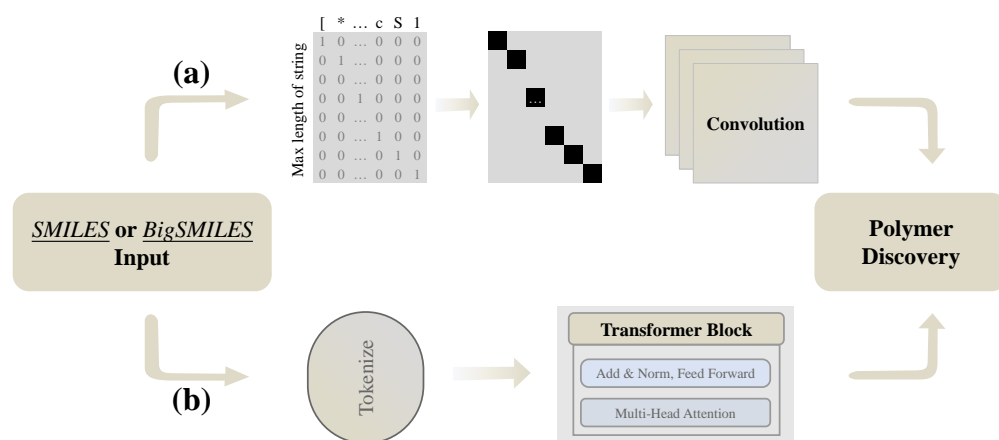 [ * … c S 1
(a)
Max length of string
1 0 … 0 0 0
0 1 … 0 0 0
0 0 … 0 0 0
0 0 1 0 0 0
0 0 … 0 0 0
0 0 … 1 0 0
0 0 … 0 1 0
0 0 … 0 0 1
…
Convolution
SMILES or BigSMILES
Input
Polymer
Discovery
(b)
Tokenize
Transformer Block
Add & Norm, Feed Forward
Multi-Head Attention